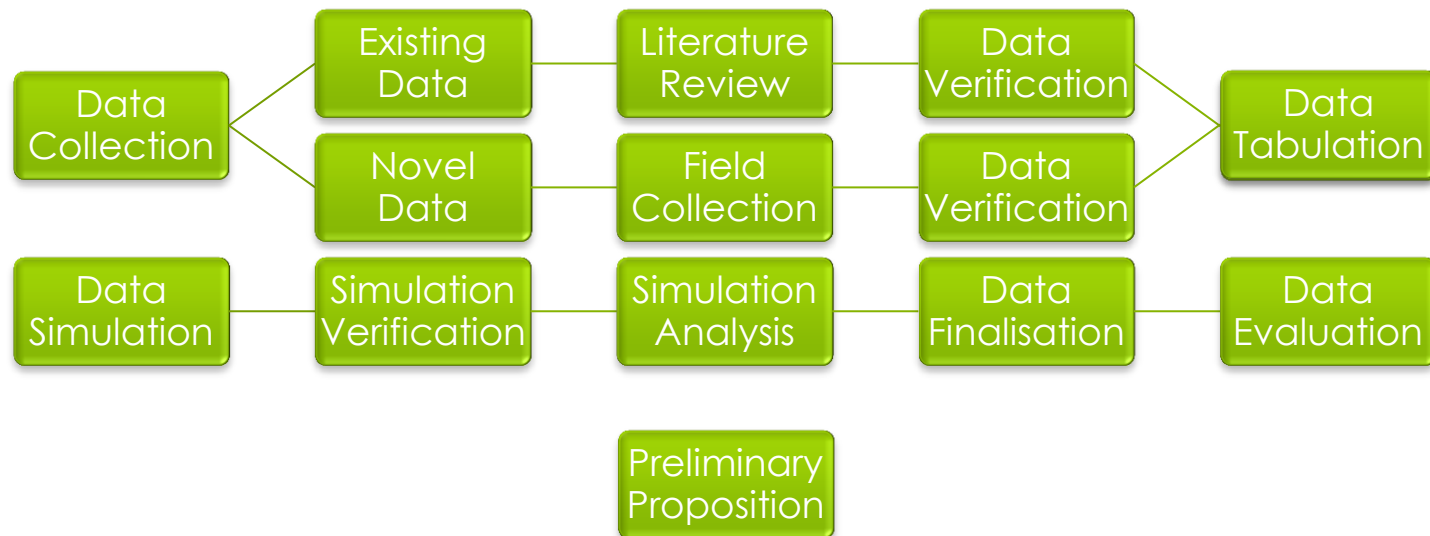 Existing
Data
Literature
Review
Data
Verification
Data
Collection
Data
Tabulation
Novel
Data
Field
Collection
Data
Verification
Data
Simulation
Simulation
Verification
Simulation
Analysis
Data
Finalisation
Data
Evaluation
Preliminary
Proposition